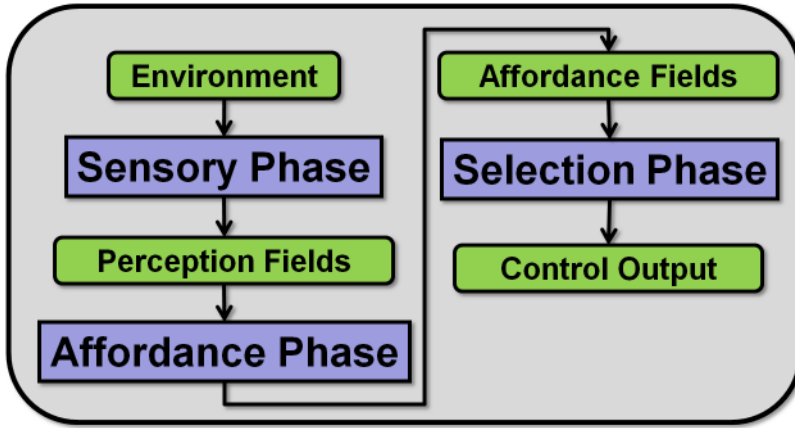 Environment
Sensory Phase
Perception Fields
Affordance Phase
Affordance Fields
Selection Phase
Control Output